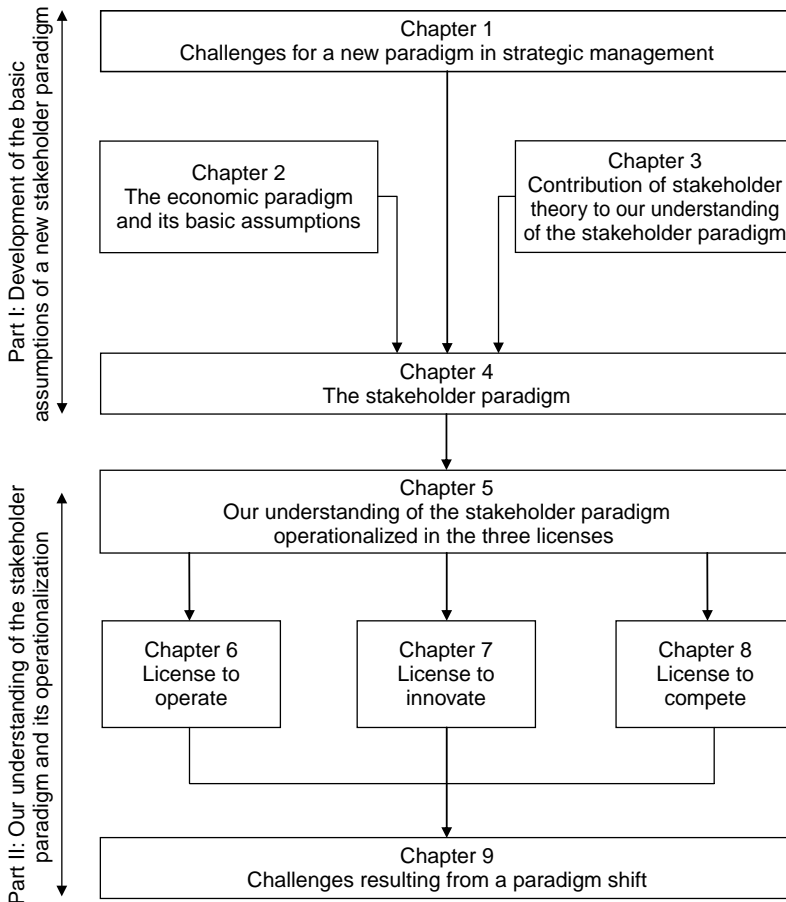 Part I: Development of the basic
assumptions of a new stakeholder paradigm
Chapter 1
Challenges for a new paradigm in strategic management
Chapter 2
The economic paradigm
and its basic assumptions
Chapter 3
Contribution of stakeholder
theory to our understanding
of the stakeholder paradigm
Chapter 4
The stakeholder paradigm
Part II: Our understanding of the stakeholder
paradigm and its operationalization
Chapter 5
Our understanding of the stakeholder paradigm
operationalized in the three licenses
Chapter 6
License to
operate
Chapter 7
License to
innovate
Chapter 8
License to
compete
Chapter 9
Challenges resulting from a paradigm shift